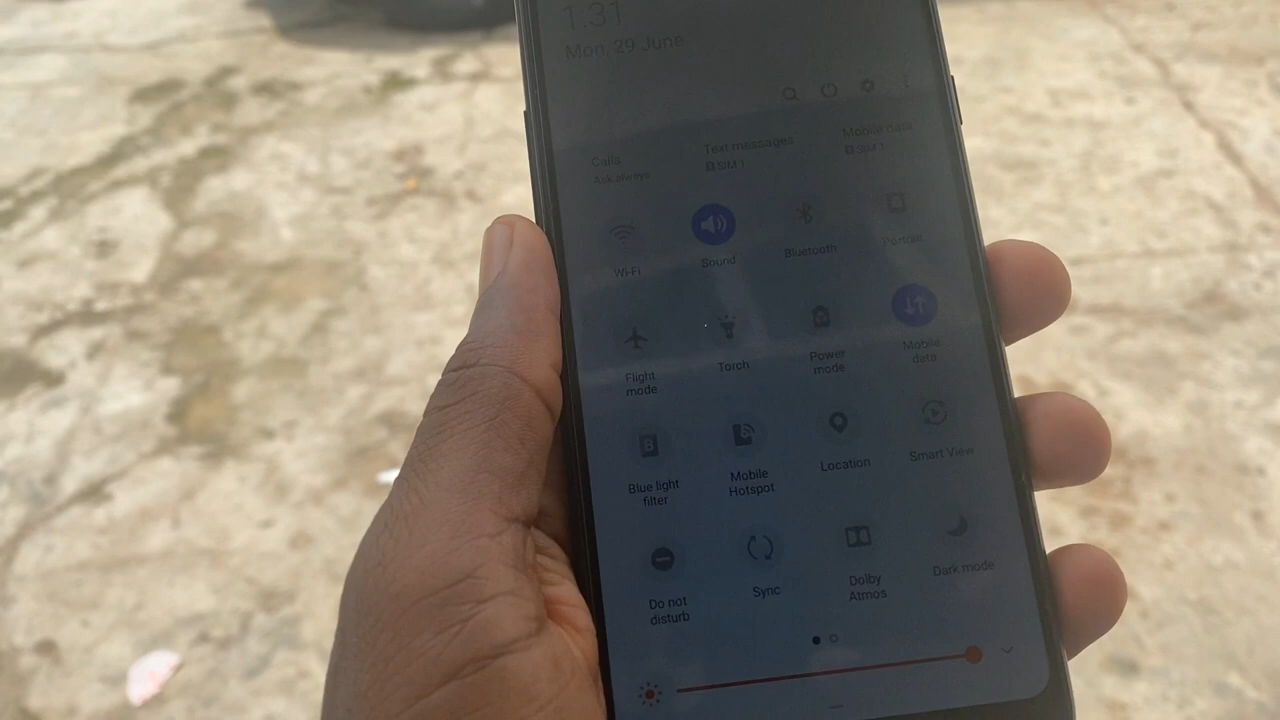 1:31
Mon, 29 June
Calls
Ask always
Text messages
SIM 1
Mobile data
SIM 1
Wi-Fi
Sound
Bluetooth
Portrait
Flight
mode
Torch
Power
mode
Mobile
data
B
Blue light
filter
Mobile
Hotspot
Location
Smart View
Do not
disturb
Sync
Dolby
Atmos
Dark mode